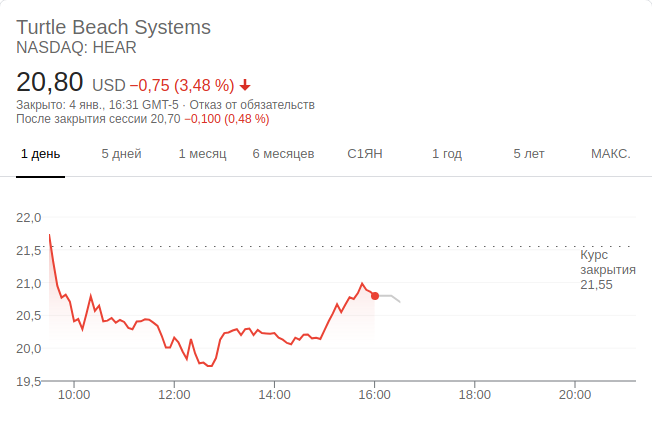 Turtle Beach Systems
NASDAQ: HEAR
20,80 USD −0,75 (3,48 %)
Закрыто: 4 янв., 16:31 GMT-5 · Отказ от обязательств
После закрытия сессии 20,70 −0,100 (0,48 %)
1 день 5 дней 1 месяц 6 месяцев С1ЯН 1 год 5 лет МАКС.
22,0
21,5
Курс
закрытия
21,55
21,0
20,5
20,0
19,5
10:00 12:00 14:00 16:00 18:00 20:00